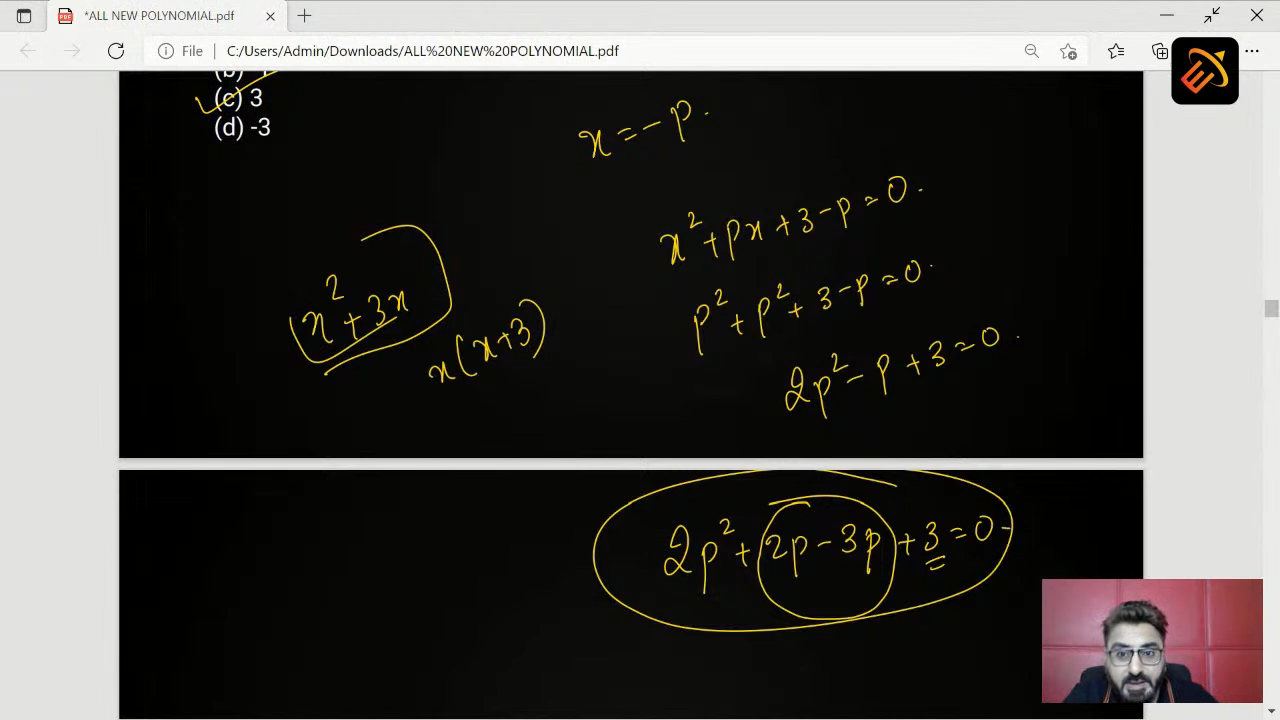 *ALL NEW POLYNOMIAL.pdf
File C:/Users/Admin/Downloads/ALL%20NEW%20POLYNOMIAL.pdf
(c) 3
(d) -3
x = -p.
x² + px + 3 - p = 0.
x² + 3x
p² + p² + 3 - p = 0.
x(x+3)
2p² - p + 3 = 0.
2p² + 2p - 3p + 3 = 0